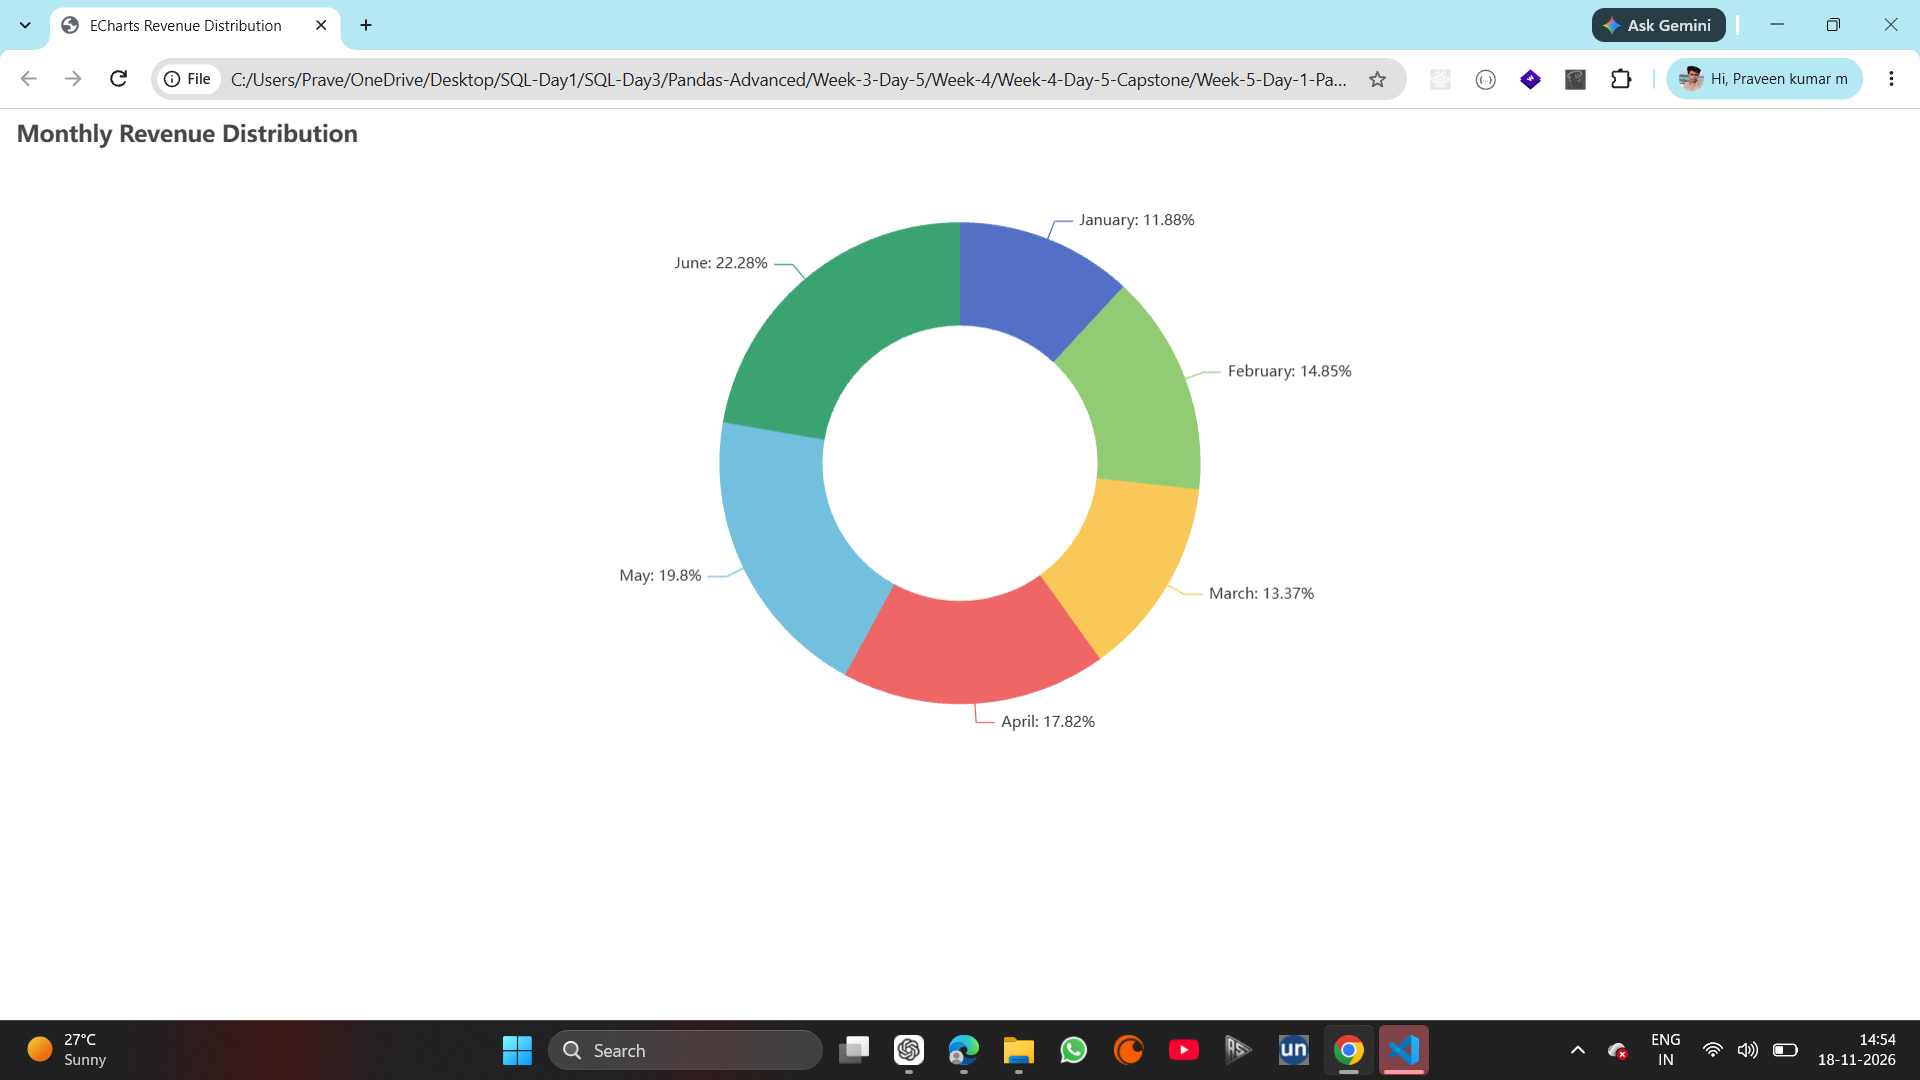 ECharts Revenue Distribution
Ask Gemini
File
C:/Users/Prave/OneDrive/Desktop/SQL-Day1/SQL-Day3/Pandas-Advanced/Week-3-Day-5/Week-4/Week-4-Day-5-Capstone/Week-5-Day-1-Pa...
Hi, Praveen kumar m
Monthly Revenue Distribution
January: 11.88%
June: 22.28%
February: 14.85%
May: 19.8%
March: 13.37%
April: 17.82%
27°C
Sunny
Search
un
ENG
IN
14:54
18-11-2026